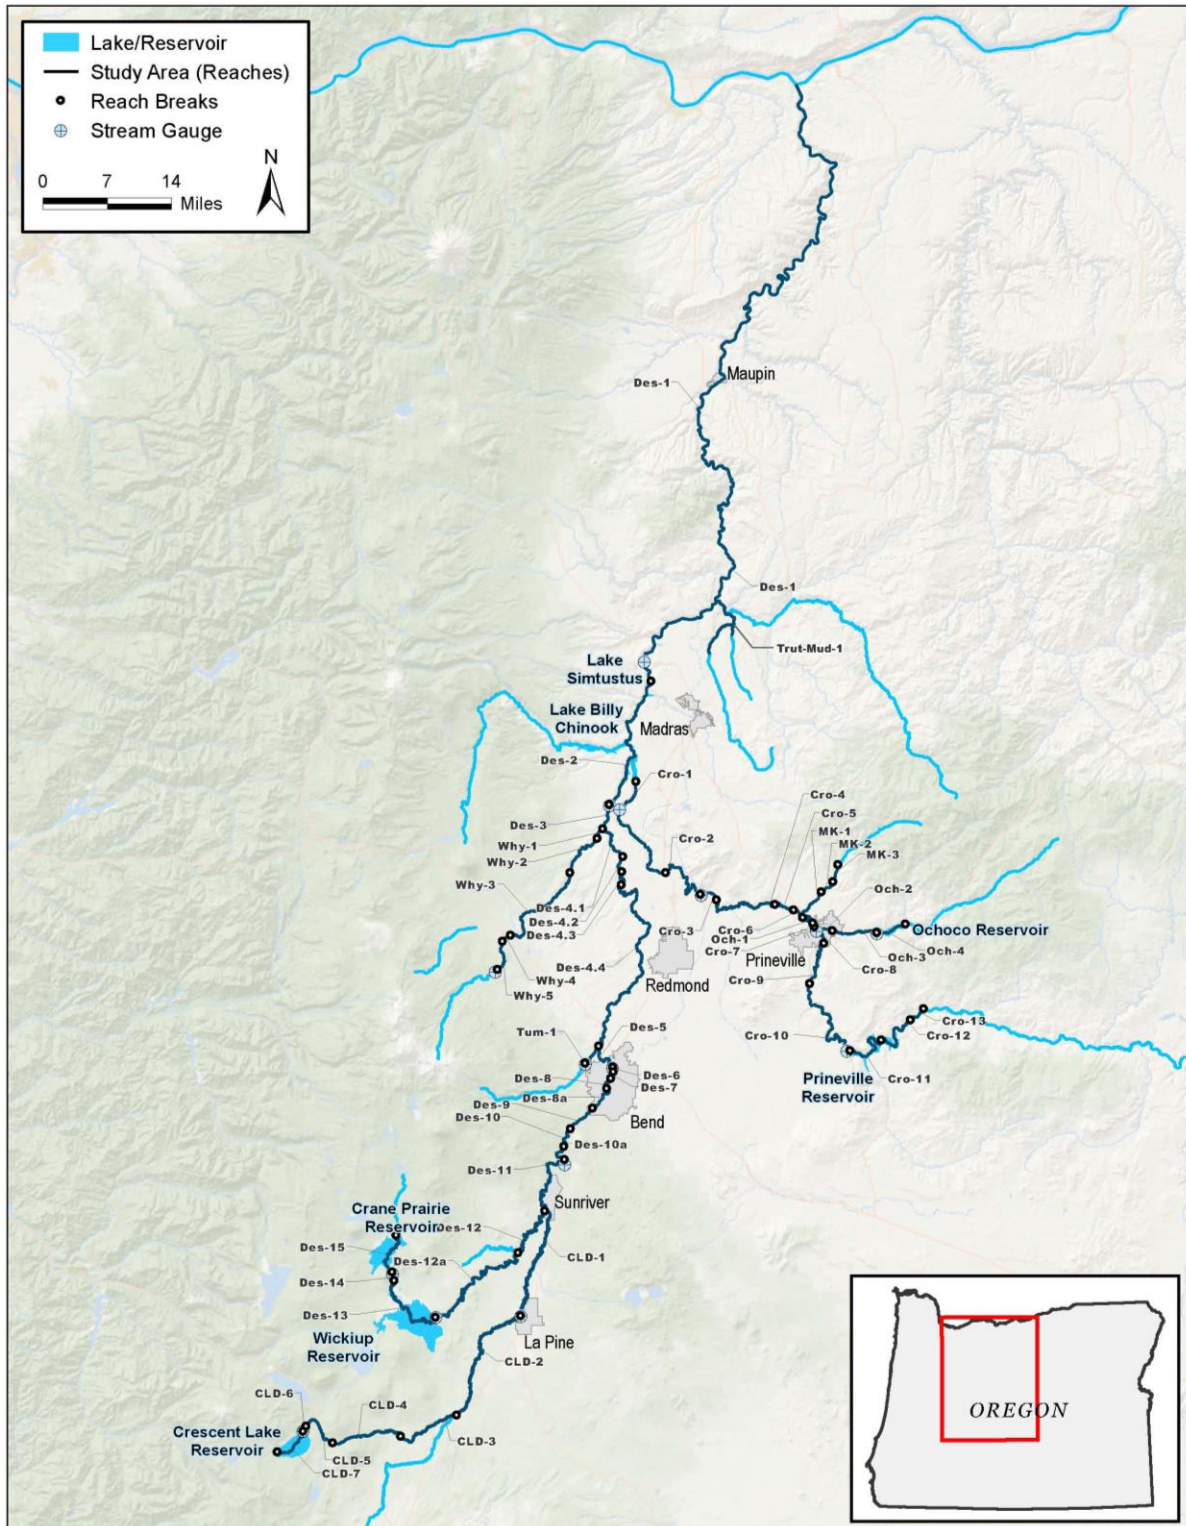 Lake/Reservoir
Study Area (Reaches)
Reach Breaks
Stream Gauge
N
0 7 14
Miles
Maupin
Des-1
Des-1
Trut-Mud-1
Lake
Simtustus
Lake Billy
Chinook
Madras
Des-2
Cro-1
Cro-4
Cro-5
Des-3
MK-1
Why-1
Cro-2
MK-2
Why-2
MK-3
Why-3
Och-2
Des-4.1
Des-4.2
Cro-6
Des-4.3
Cro-3
Och-1
Ochoco Reservoir
Cro-7
Prineville
Och-4
Och-3
Des-4.4
Cro-8
Why-4
Redmond
Cro-9
Why-5
Cro-13
Tum-1
Des-5
Cro-10
Cro-12
Des-6
Des-8
Des-7
Prineville
Reservoir
Cro-11
Des-8a
Des-9
Des-10
Bend
Des-10a
Des-11
Sunriver
Crane Prairie
Reservoir
Des-12
Des-15
Des-12a
CLD-1
Des-14
Des-13
Wickiup
Reservoir
La Pine
CLD-2
CLD-6
CLD-4
Crescent Lake
Reservoir
CLD-3
CLD-5
CLD-7
OREGON